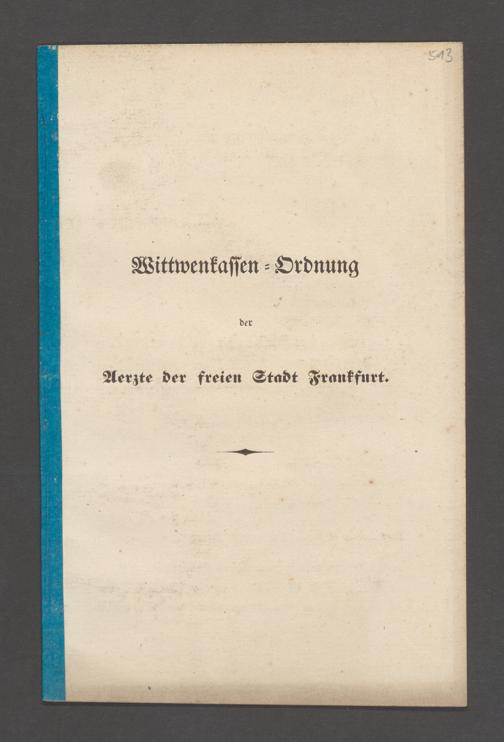 513
Wittwenkassen-Ordnung
der
Aerzte der freien Stadt Frankfurt.